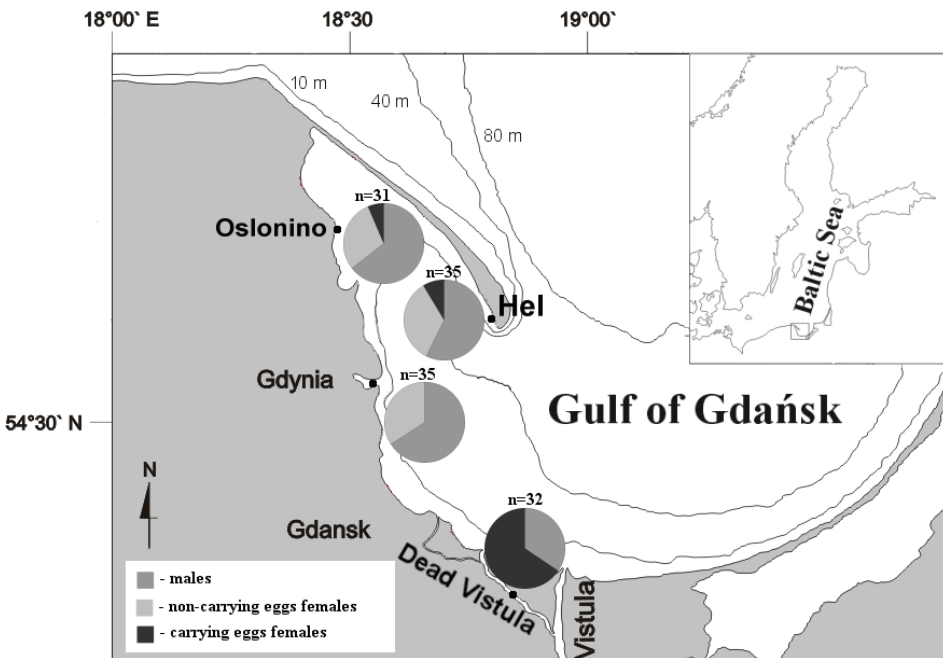 18°00` E
18°30
19°00`
10 m
40 m
80 m
n=31
Oslonino
n=35
Hel
Baltic Sea
n=35
Gdynia
Gulf of Gdańsk
54°30` N
N
n=32
Gdansk
Dead Vistula
Vistula
- males
- non-carrying eggs females
- carrying eggs females